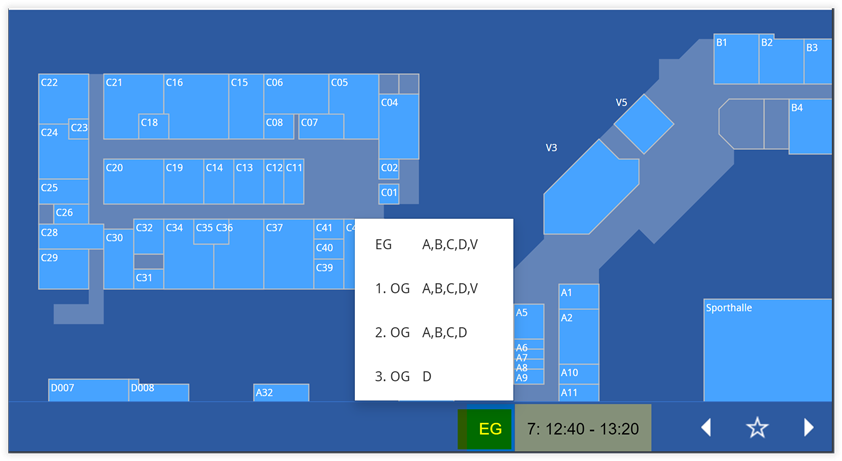 B1 B2 B3
C22 C21 C16 C15 C06 C05
C04
V5
B4
C23 C18 C08 C07
C24
V3
C20 C19 C14 C13 C12 C11 C02
C25
C01
C26
C28 C30 C32 C34 C35 C36 C37 C41
C40
C29 C31 C39
EG A,B,C,D,V
1. OG A,B,C,D,V
2. OG A,B,C,D
3. OG D
A1
A5
A2
Sporthalle
A6
A7
A8
A9
A10
A11
D007 D008 A32
EG 7: 12:40 - 13:20